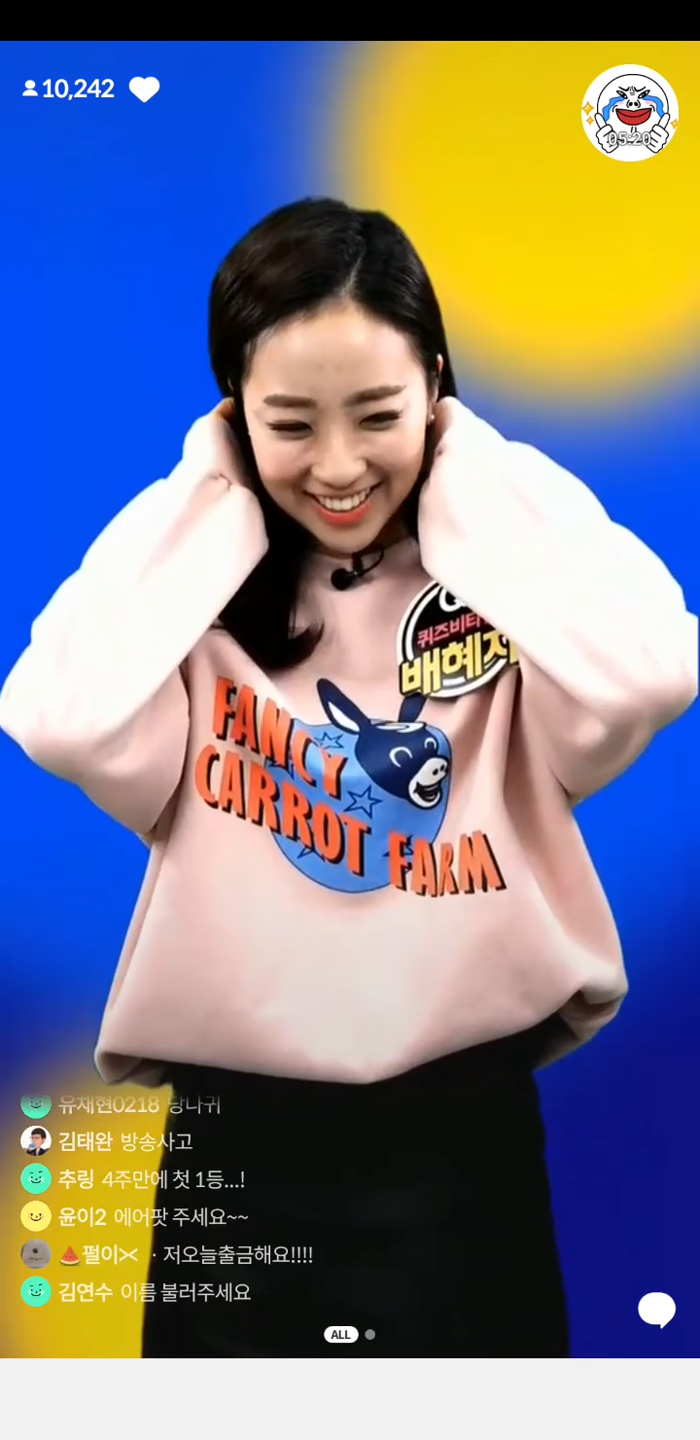 10,242
05:20
퀴즈비타
배혜지
FANCY
CARROT FARM
유재현0218 당나귀
김태완 방송사고
추링 4주만에 첫 1등...!
윤이2 에어팟 주세요~~
🍉펄이>< · 저오늘출금해요!!!!
김연수 이름 불러주세요
ALL